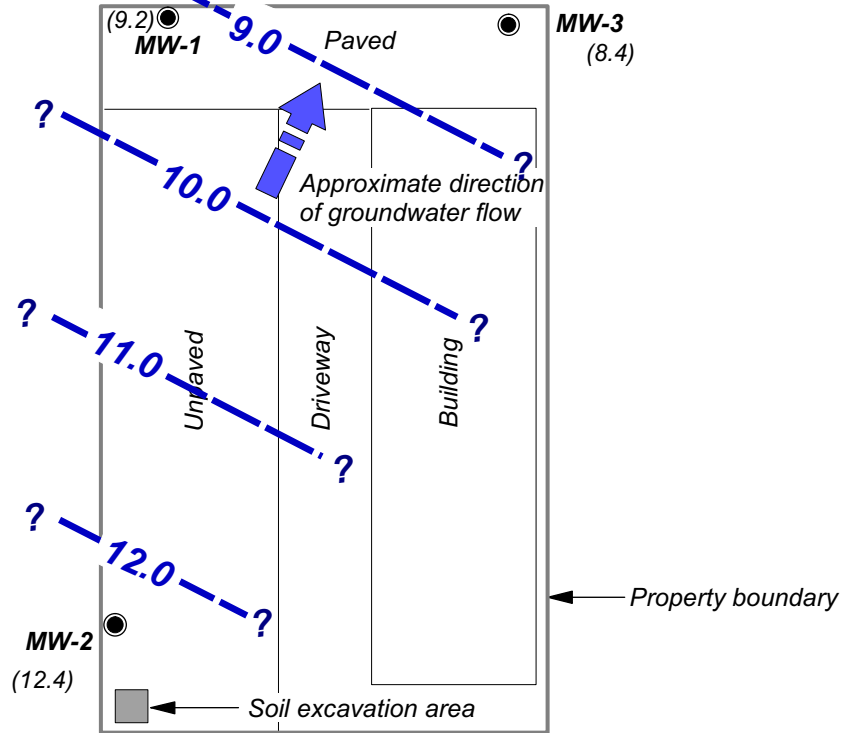 (9.2)
MW-1
9.0
Paved
MW-3
(8.4)
?
?
10.0
Approximate direction
of groundwater flow
?
?
11.0
Unpaved
Driveway
Building
?
?
12.0
?
Property boundary
MW-2
(12.4)
Soil excavation area